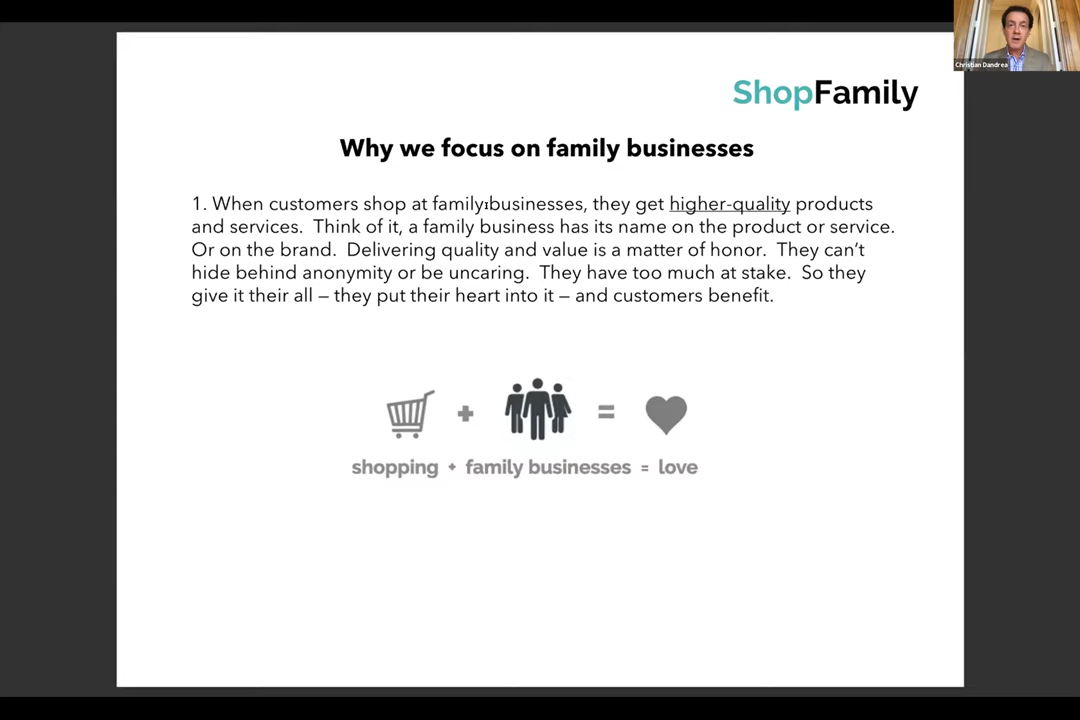 Christian Dandrea
ShopFamily
Why we focus on family businesses
1. When customers shop at family businesses, they get higher-quality products
and services.  Think of it, a family business has its name on the product or service.
Or on the brand.  Delivering quality and value is a matter of honor.  They can’t
hide behind anonymity or be uncaring.  They have too much at stake.  So they
give it their all – they put their heart into it – and customers benefit.
+ =
shopping + family businesses = love